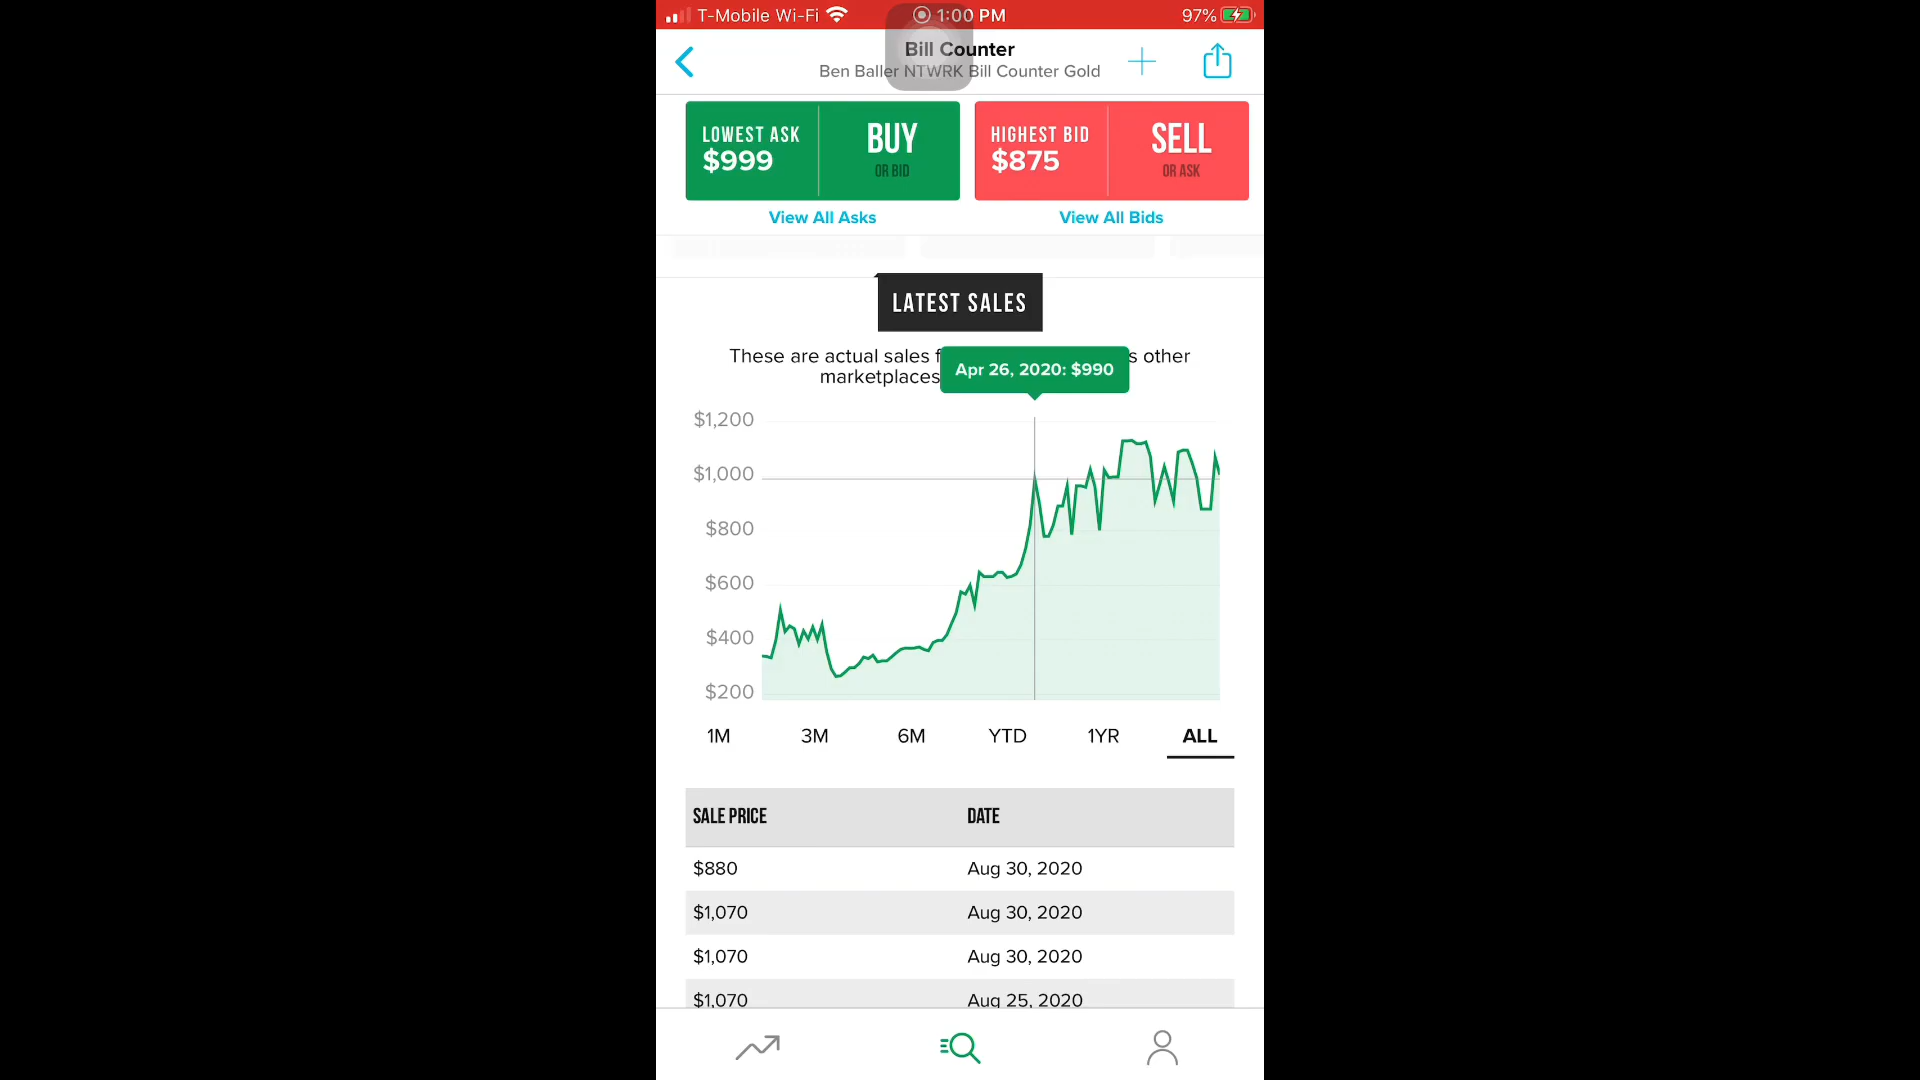 T-Mobile Wi-Fi 1:00 PM 97%
Bill Counter
Ben Baller NTWRK Bill Counter Gold
LOWEST ASK
$999
BUY
OR BID
HIGHEST BID
$875
SELL
OR ASK
View All Asks
View All Bids
LATEST SALES
These are actual sales s other
marketplaces
Apr 26, 2020: $990
$1,200
$1,000
$800
$600
$400
$200
1M 3M 6M YTD 1YR ALL
SALE PRICE DATE
$880 Aug 30, 2020
$1,070 Aug 30, 2020
$1,070 Aug 30, 2020
$1,070 Aug 25, 2020